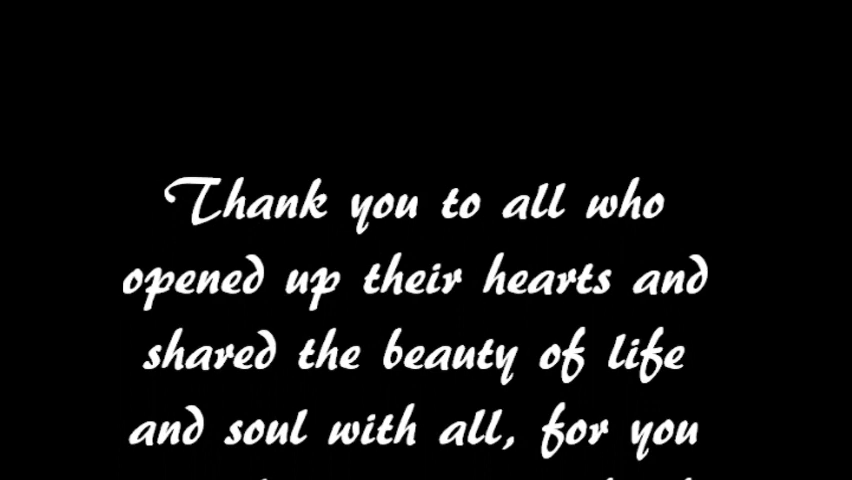 Thank you to all who
opened up their hearts and
shared the beauty of life
and soul with all, for you